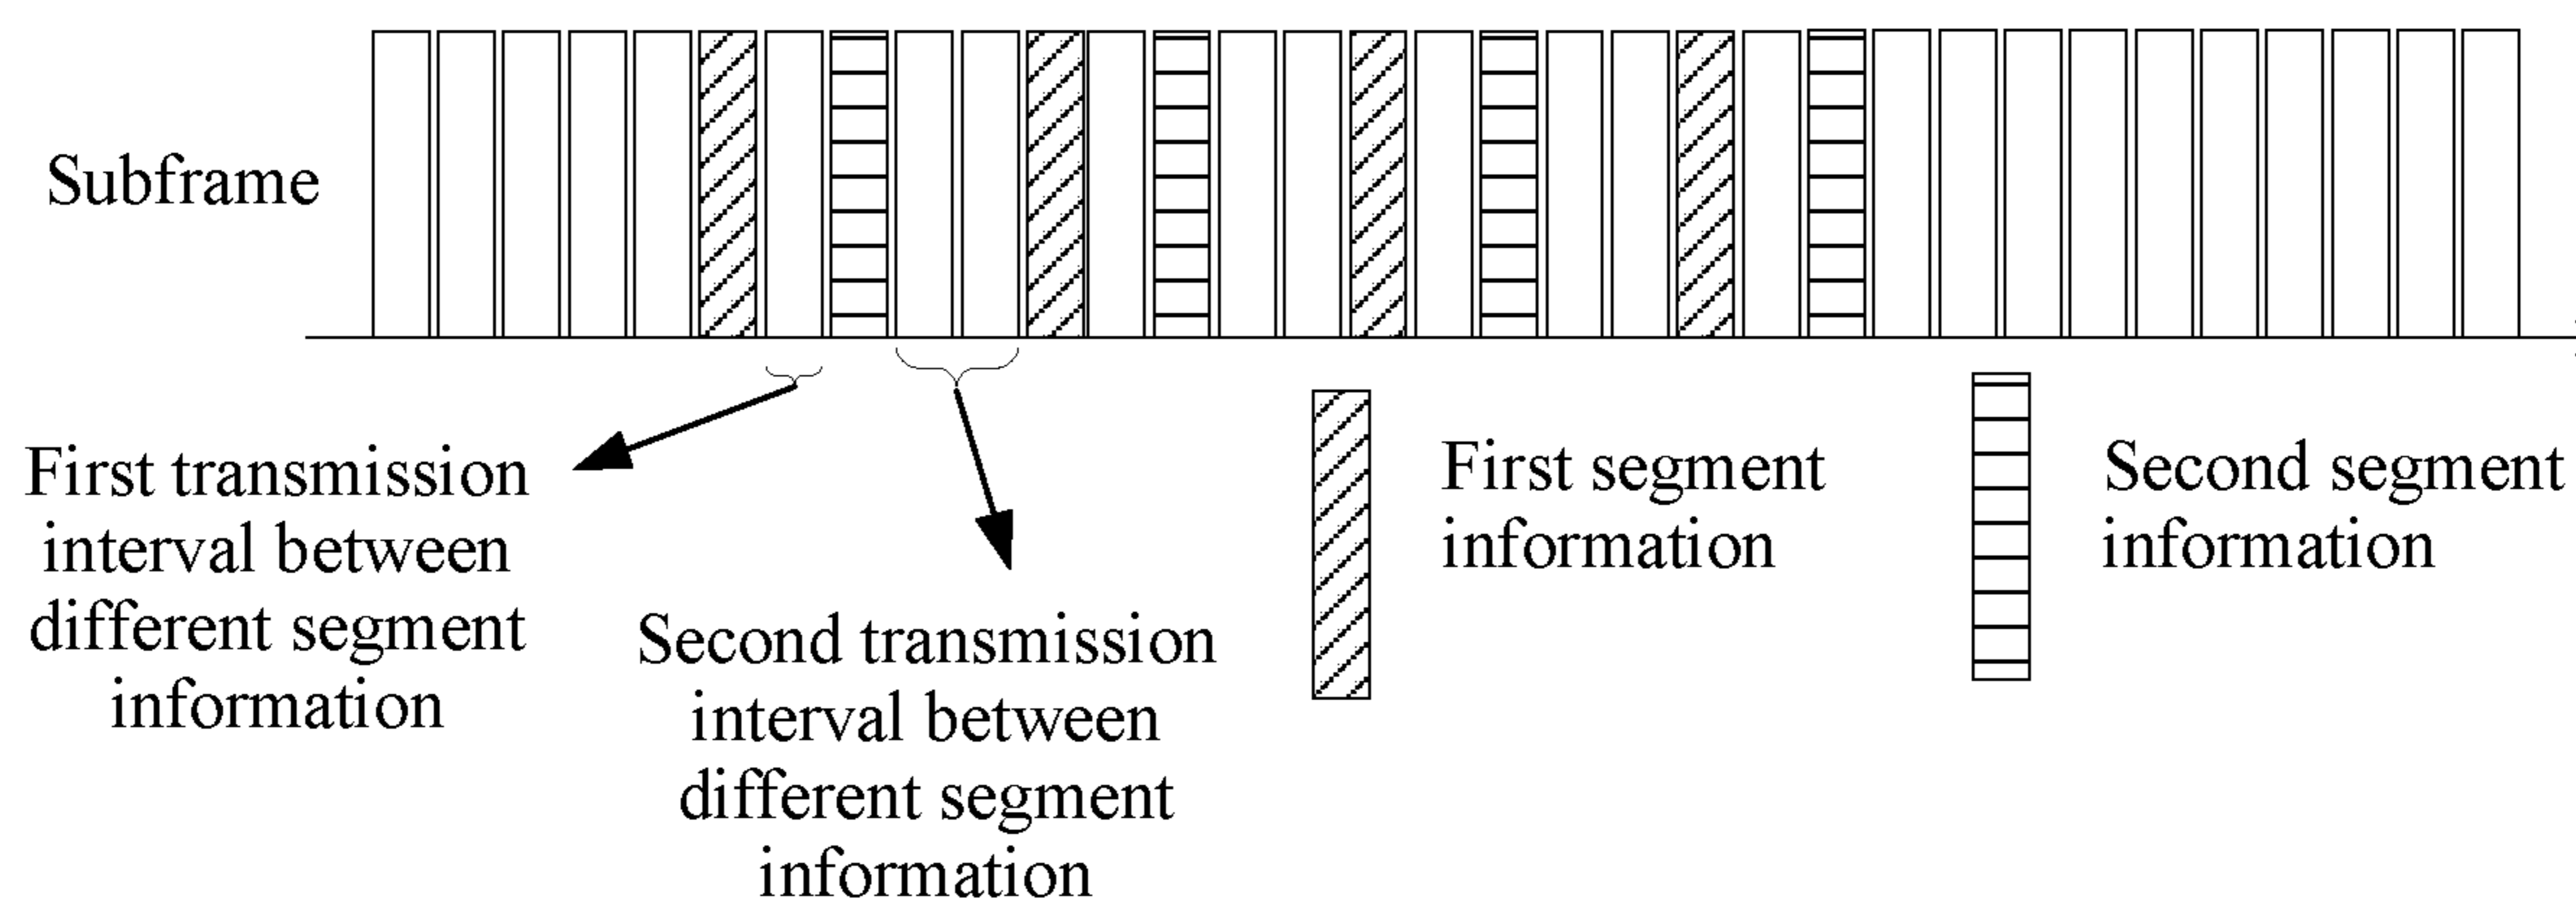 Subframe
First transmission
interval between
different segment
information
Second transmission
interval between
different segment
information
First segment
information
Second segment
information